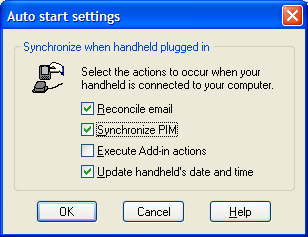 Auto start settings
Synchronize when handheld plugged in
Select the actions to occur when your
handheld is connected to your computer.
Reconcile email
Synchronize PIM
Execute Add-in actions
Update handheld's date and time
OK
Cancel
Help